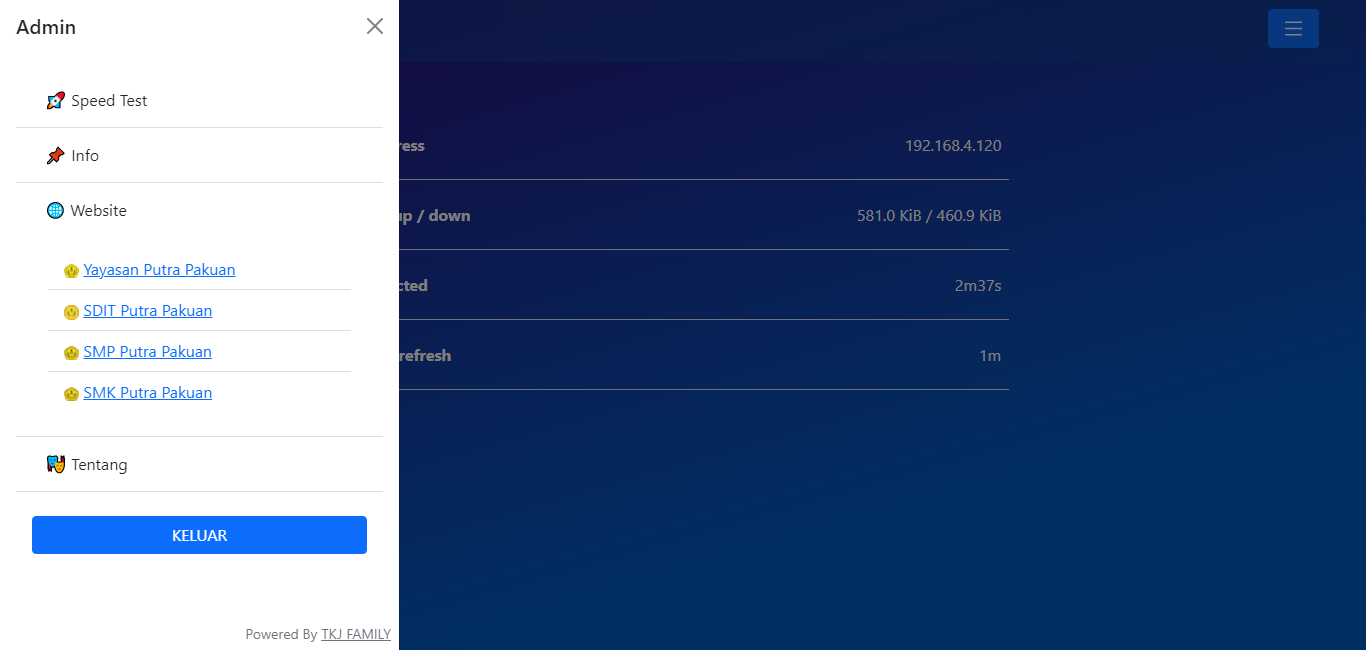 Admin
Speed Test
Info
Website
Yayasan Putra Pakuan
SDIT Putra Pakuan
SMP Putra Pakuan
SMK Putra Pakuan
Tentang
KELUAR
Powered By TKJ FAMILY
192.168.4.120
up / down 581.0 KiB / 460.9 KiB
2m37s
refresh 1m